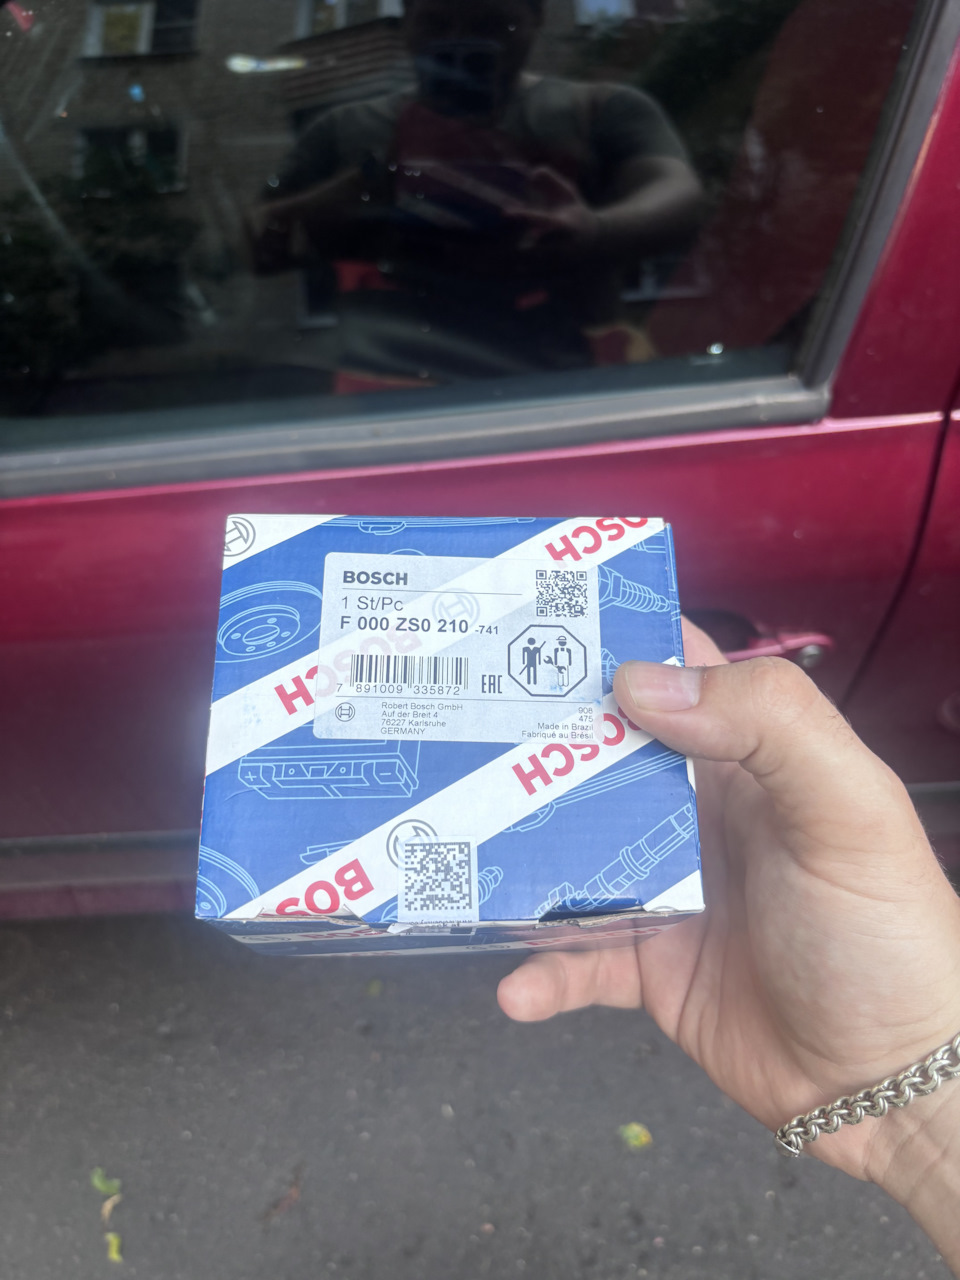 BOSCH
BOSCH
1 St/Pc
F 000 ZS0 210 -741
BOSCH
7 891009 335872
EAC
Robert Bosch GmbH
Auf der Breit 4
76227 Karlsruhe
GERMANY
908
475
Made in Brazil
Fabriqué au Brésil
BOSCH
BOS